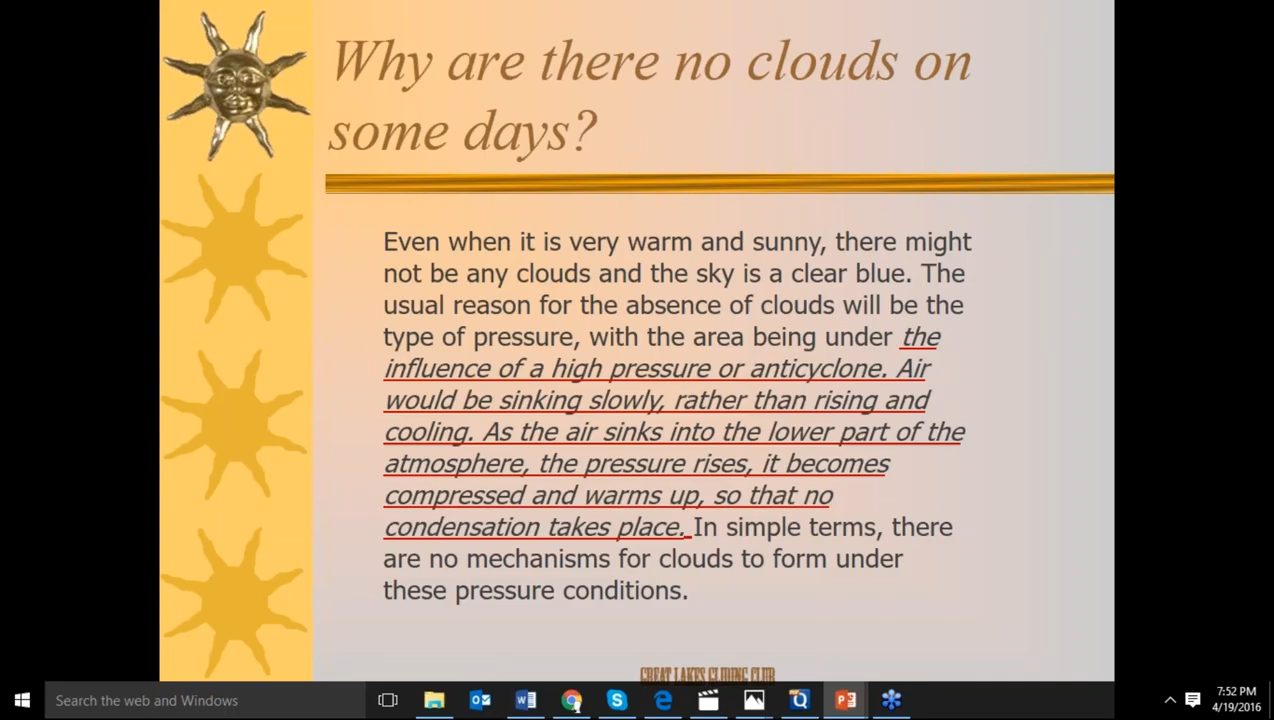 Why are there no clouds on
some days?
Even when it is very warm and sunny, there might
not be any clouds and the sky is a clear blue. The
usual reason for the absence of clouds will be the
type of pressure, with the area being under the
influence of a high pressure or anticyclone. Air
would be sinking slowly, rather than rising and
cooling. As the air sinks into the lower part of the
atmosphere, the pressure rises, it becomes
compressed and warms up, so that no
condensation takes place. In simple terms, there
are no mechanisms for clouds to form under
these pressure conditions.
GREAT LAKES GLIDING CLUB
Search the web and Windows
7:52 PM
4/19/2016